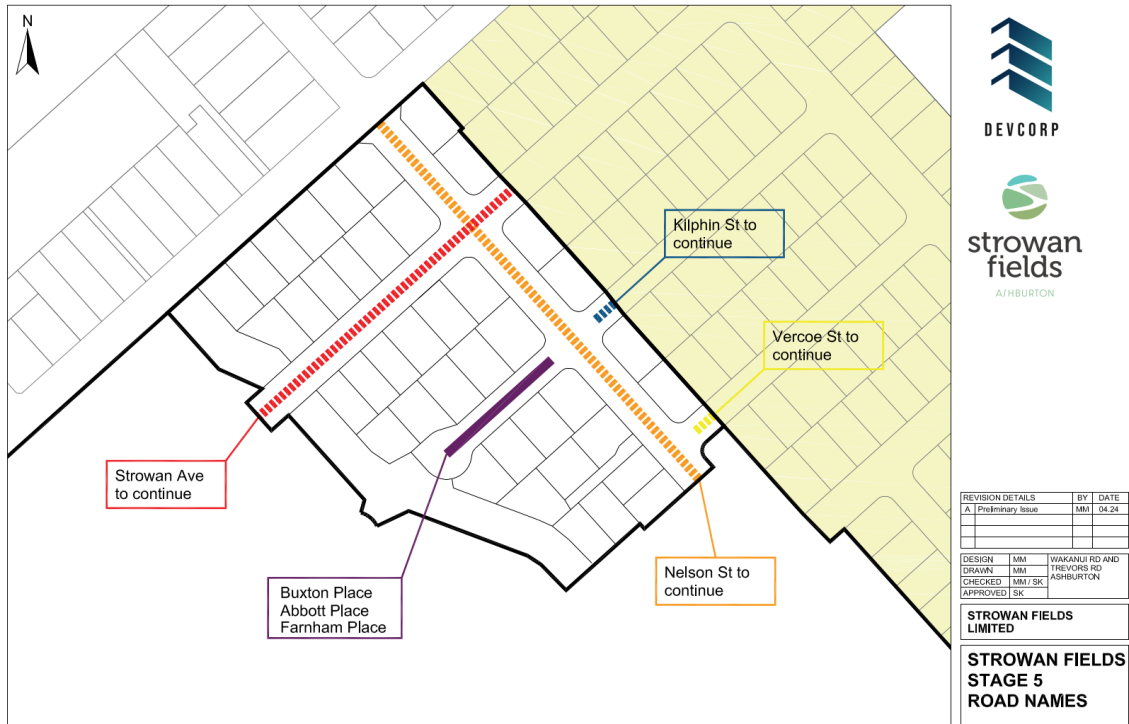 N
Kilphin St to
continue
Vercoe St to
continue
Strowan Ave
to continue
Buxton Place
Abbott Place
Farnham Place
Nelson St to
continue
DEVCORP
strowan
fields
ASHBURTON
REVISION DETAILS BY DATE
A Preliminary Issue MM 04.24
DESIGN MM WAKANUI RD AND
DRAWN MM TREVORS RD
CHECKED MM / SK ASHBURTON
APPROVED SK
STROWAN FIELDS
LIMITED
STROWAN FIELDS
STAGE 5
ROAD NAMES